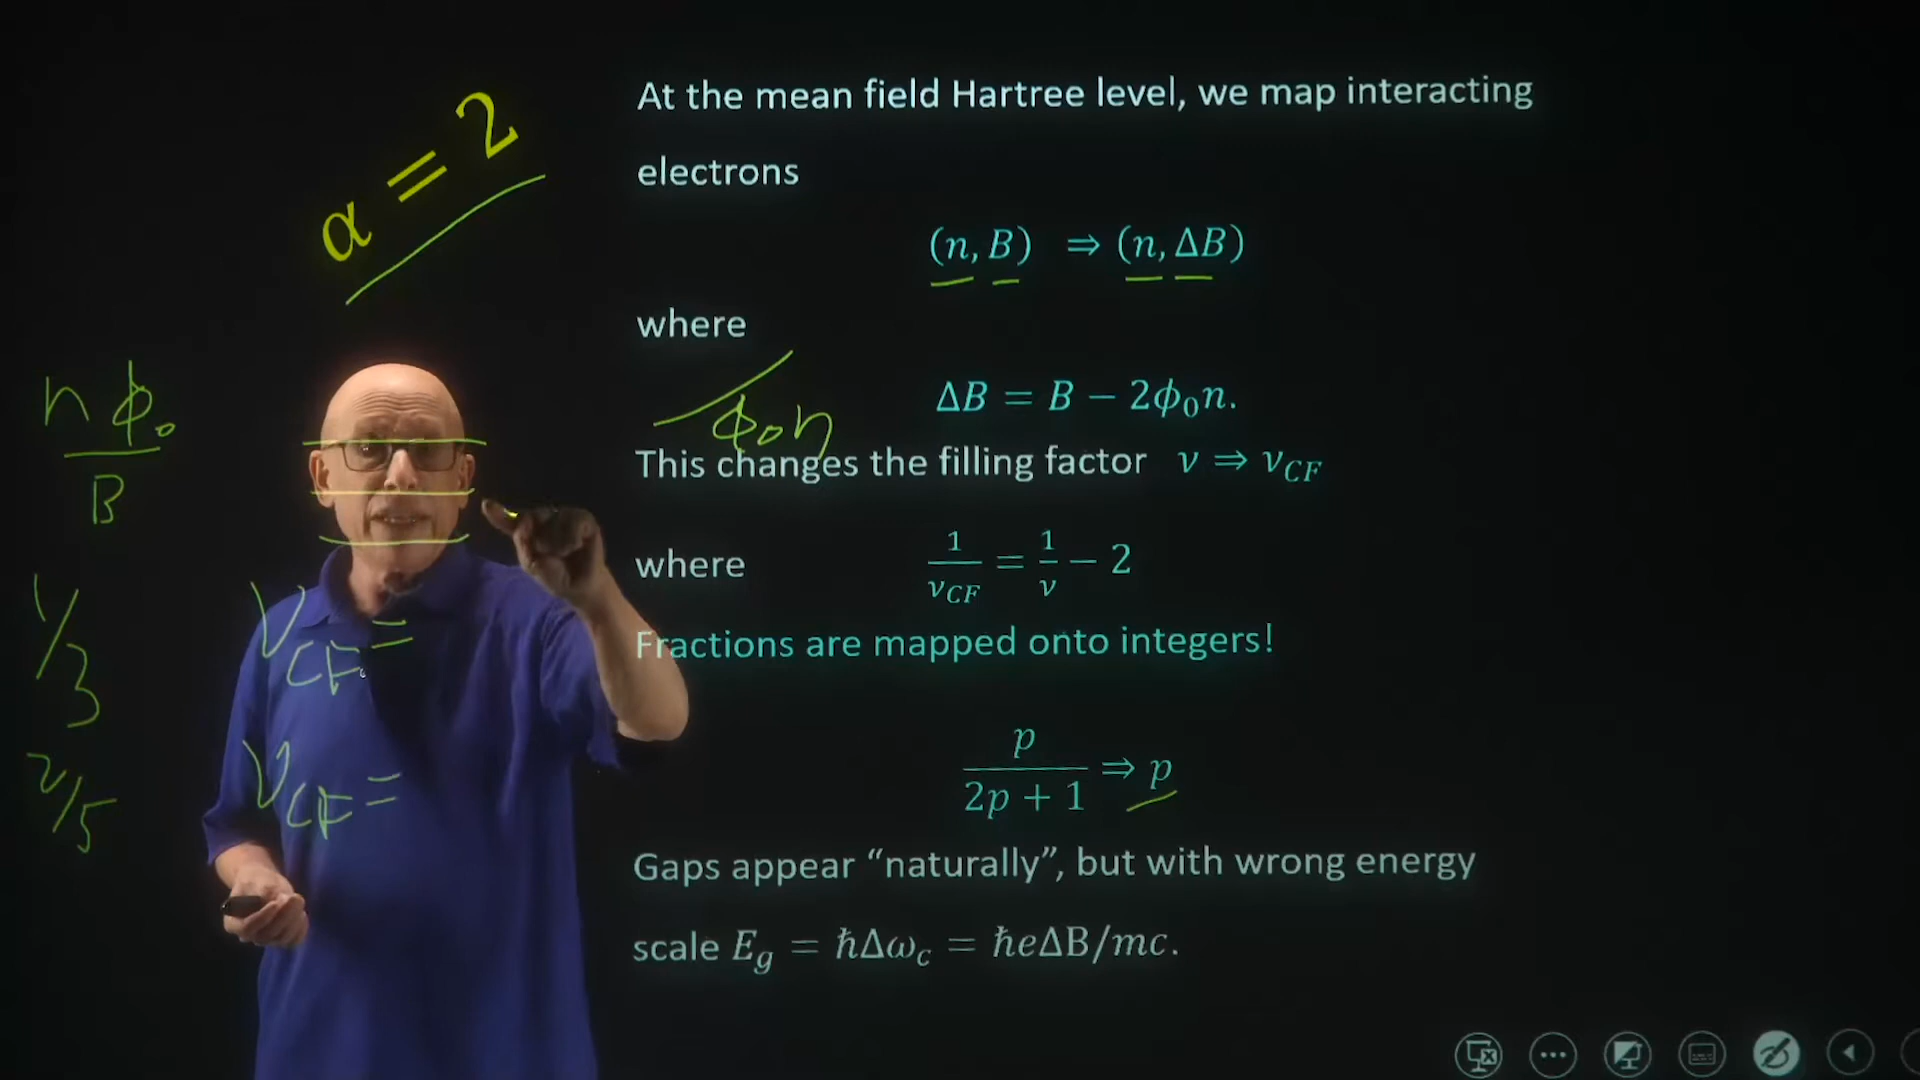 α = 2
At the mean field Hartree level, we map interacting
electrons
(n, B) ⇒ (n, ΔB)
where
ΔB = B − 2ϕ₀n.
ϕ₀n
This changes the filling factor ν ⇒ ν_CF
where 1/ν_CF = 1/ν − 2
Fractions are mapped onto integers!
p/(2p + 1) ⇒ p
Gaps appear “naturally”, but with wrong energy
scale E_g = ℏΔω_c = ℏeΔB/mc.
nϕ₀
B
1/3
ν_CF =
2/5
ν_CF =